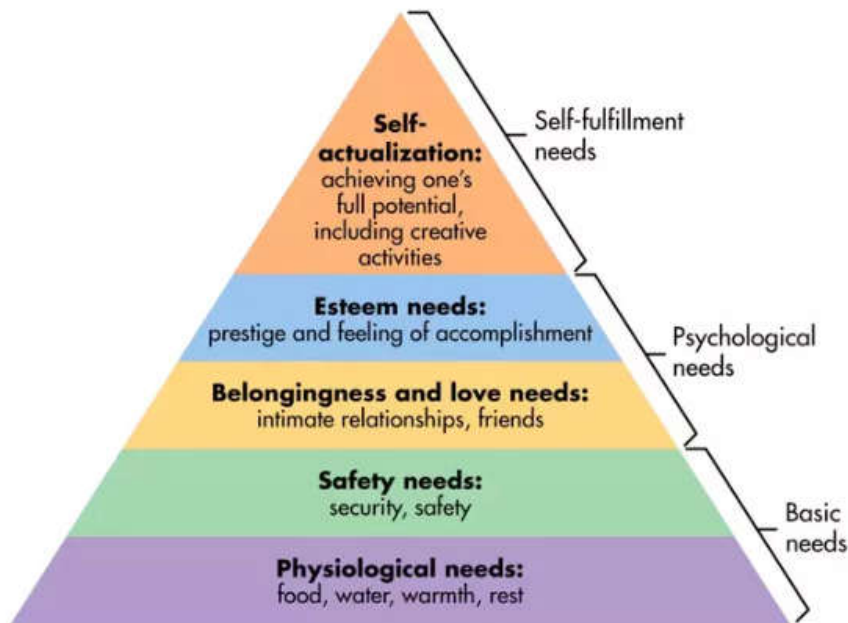 Self-
actualization:
achieving one's
full potential,
including creative
activities
Self-fulfillment
needs
Esteem needs:
prestige and feeling of accomplishment
Psychological
needs
Belongingness and love needs:
intimate relationships, friends
Safety needs:
security, safety
Basic
needs
Physiological needs:
food, water, warmth, rest